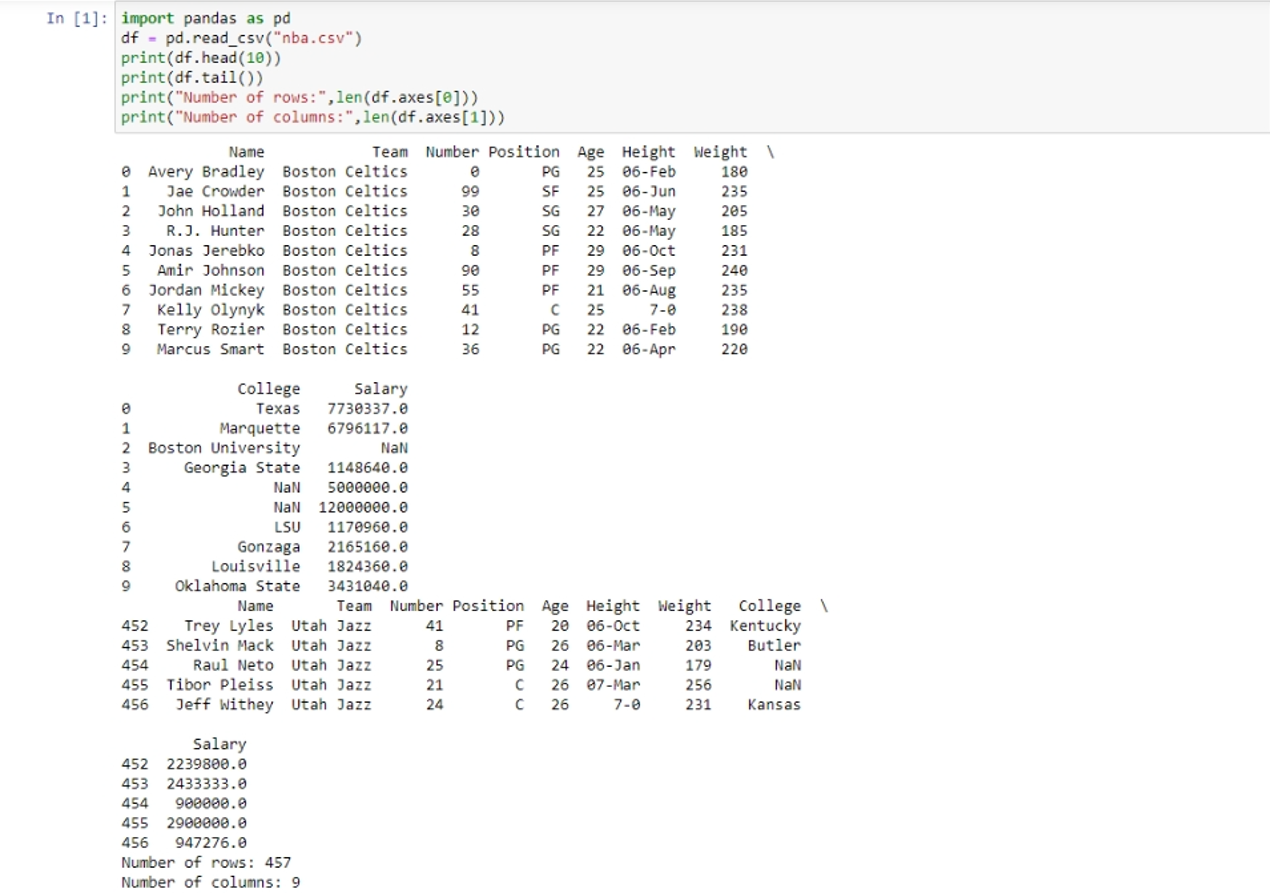 In [1]: import pandas as pd
df = pd.read_csv("nba.csv")
print(df.head(10))
print(df.tail())
print("Number of rows:",len(df.axes[0]))
print("Number of columns:",len(df.axes[1]))
Name Team Number Position Age Height Weight \
0 Avery Bradley Boston Celtics 0 PG 25 06-Feb 180
1 Jae Crowder Boston Celtics 99 SF 25 06-Jun 235
2 John Holland Boston Celtics 30 SG 27 06-May 205
3 R.J. Hunter Boston Celtics 28 SG 22 06-May 185
4 Jonas Jerebko Boston Celtics 8 PF 29 06-Oct 231
5 Amir Johnson Boston Celtics 90 PF 29 06-Sep 240
6 Jordan Mickey Boston Celtics 55 PF 21 06-Aug 235
7 Kelly Olynyk Boston Celtics 41 C 25 7-0 238
8 Terry Rozier Boston Celtics 12 PG 22 06-Feb 190
9 Marcus Smart Boston Celtics 36 PG 22 06-Apr 220
College Salary
0 Texas 7730337.0
1 Marquette 6796117.0
2 Boston University NaN
3 Georgia State 1148640.0
4 NaN 5000000.0
5 NaN 12000000.0
6 LSU 1170960.0
7 Gonzaga 2165160.0
8 Louisville 1824360.0
9 Oklahoma State 3431040.0
Name Team Number Position Age Height Weight College \
452 Trey Lyles Utah Jazz 41 PF 20 06-Oct 234 Kentucky
453 Shelvin Mack Utah Jazz 8 PG 26 06-Mar 203 Butler
454 Raul Neto Utah Jazz 25 PG 24 06-Jan 179 NaN
455 Tibor Pleiss Utah Jazz 21 C 26 07-Mar 256 NaN
456 Jeff Withey Utah Jazz 24 C 26 7-0 231 Kansas
Salary
452 2239800.0
453 2433333.0
454 900000.0
455 2900000.0
456 947276.0
Number of rows: 457
Number of columns: 9